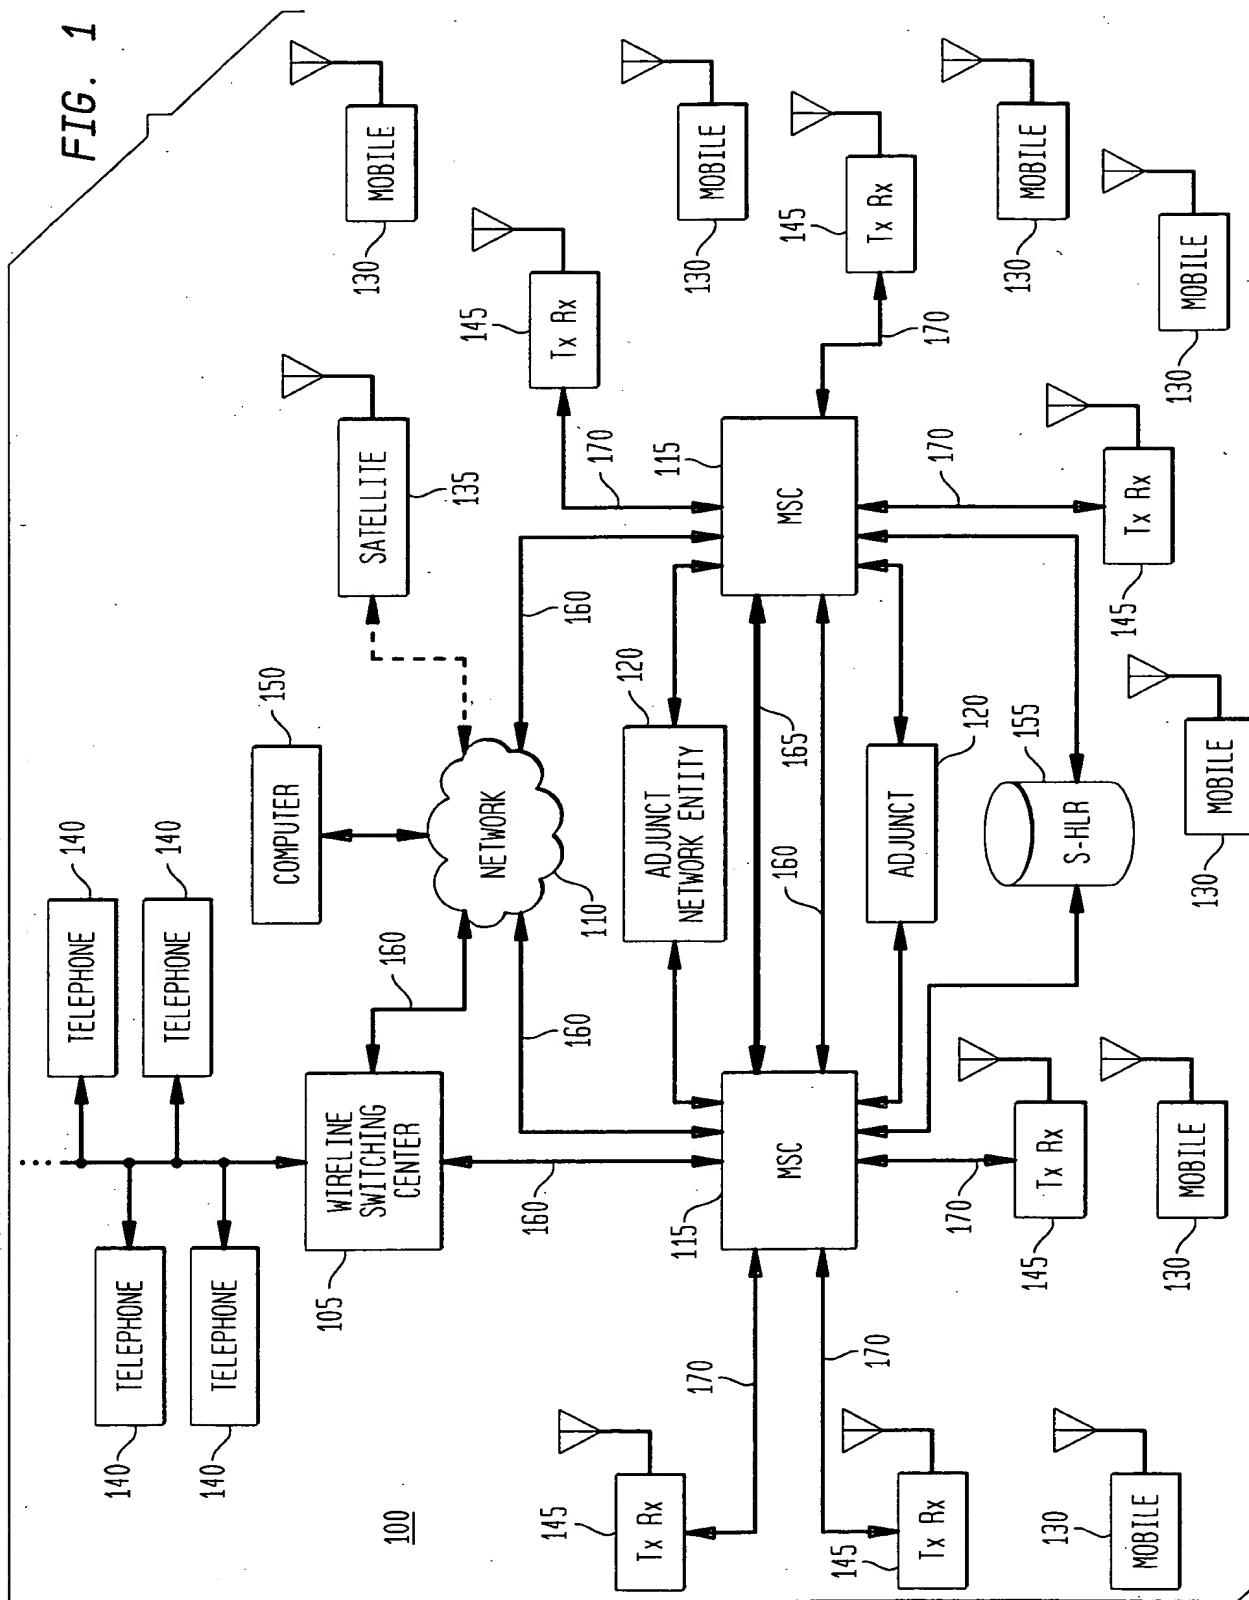 FIG. 1
100
TELEPHONE
140
TELEPHONE
140
TELEPHONE
140
TELEPHONE
140
WIRELINE
SWITCHING
CENTER
105
COMPUTER
150
SATELLITE
135
MOBILE
130
NETWORK
110
160
160
160
160
Tx Rx
145
170
Tx Rx
145
170
ADJUNCT
NETWORK ENTITY
120
MOBILE
130
MSC
115
165
160
MSC
115
Tx Rx
145
170
Tx Rx
145
170
ADJUNCT
120
S-HLR
155
MOBILE
130
Tx Rx
145
170
Tx Rx
145
170
MOBILE
130
MOBILE
130
MOBILE
130
MOBILE
130